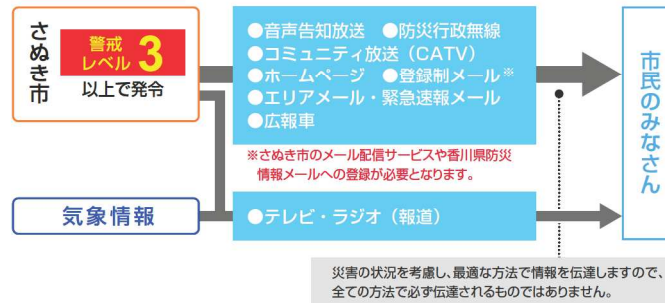 さぬき市
警戒
レベル 3
以上で発令
●音声告知放送 ●防災行政無線
●コミュニティ放送（CATV）
●ホームページ ●登録制メール※
●エリアメール・緊急速報メール
●広報車
※さぬき市のメール配信サービスや香川県防災
情報メールへの登録が必要となります。
気象情報
●テレビ・ラジオ（報道）
市民のみなさん
災害の状況を考慮し、最適な方法で情報を伝達しますので、
全ての方法で必ず伝達されるものではありません。